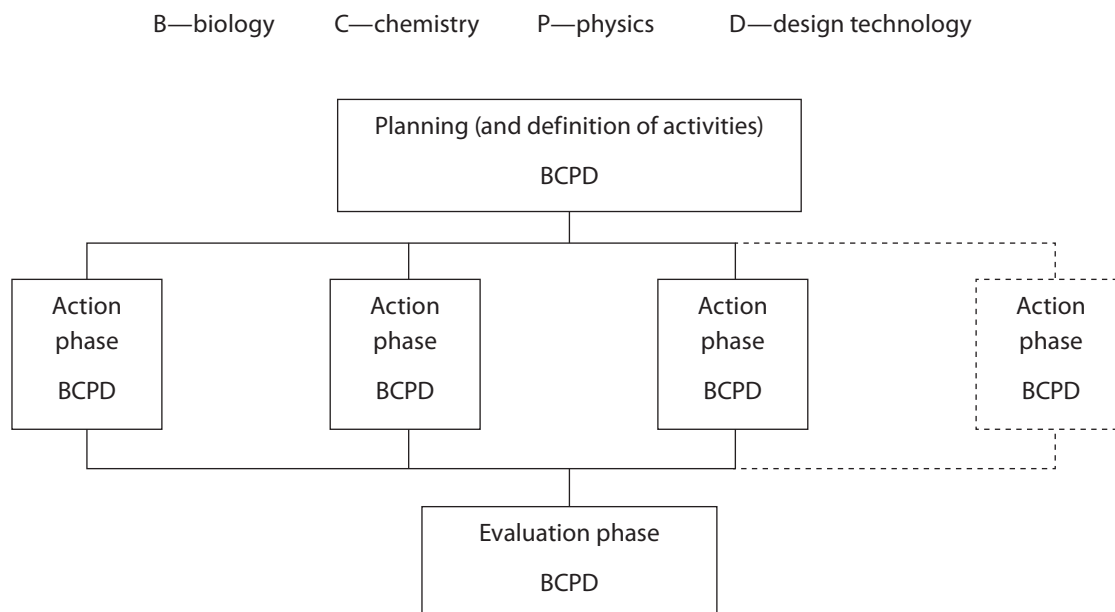 B—biology C—chemistry P—physics D—design technology
Planning (and definition of activities)
BCPD
Action
phase
BCPD
Action
phase
BCPD
Action
phase
BCPD
Action
phase
BCPD
Evaluation phase
BCPD